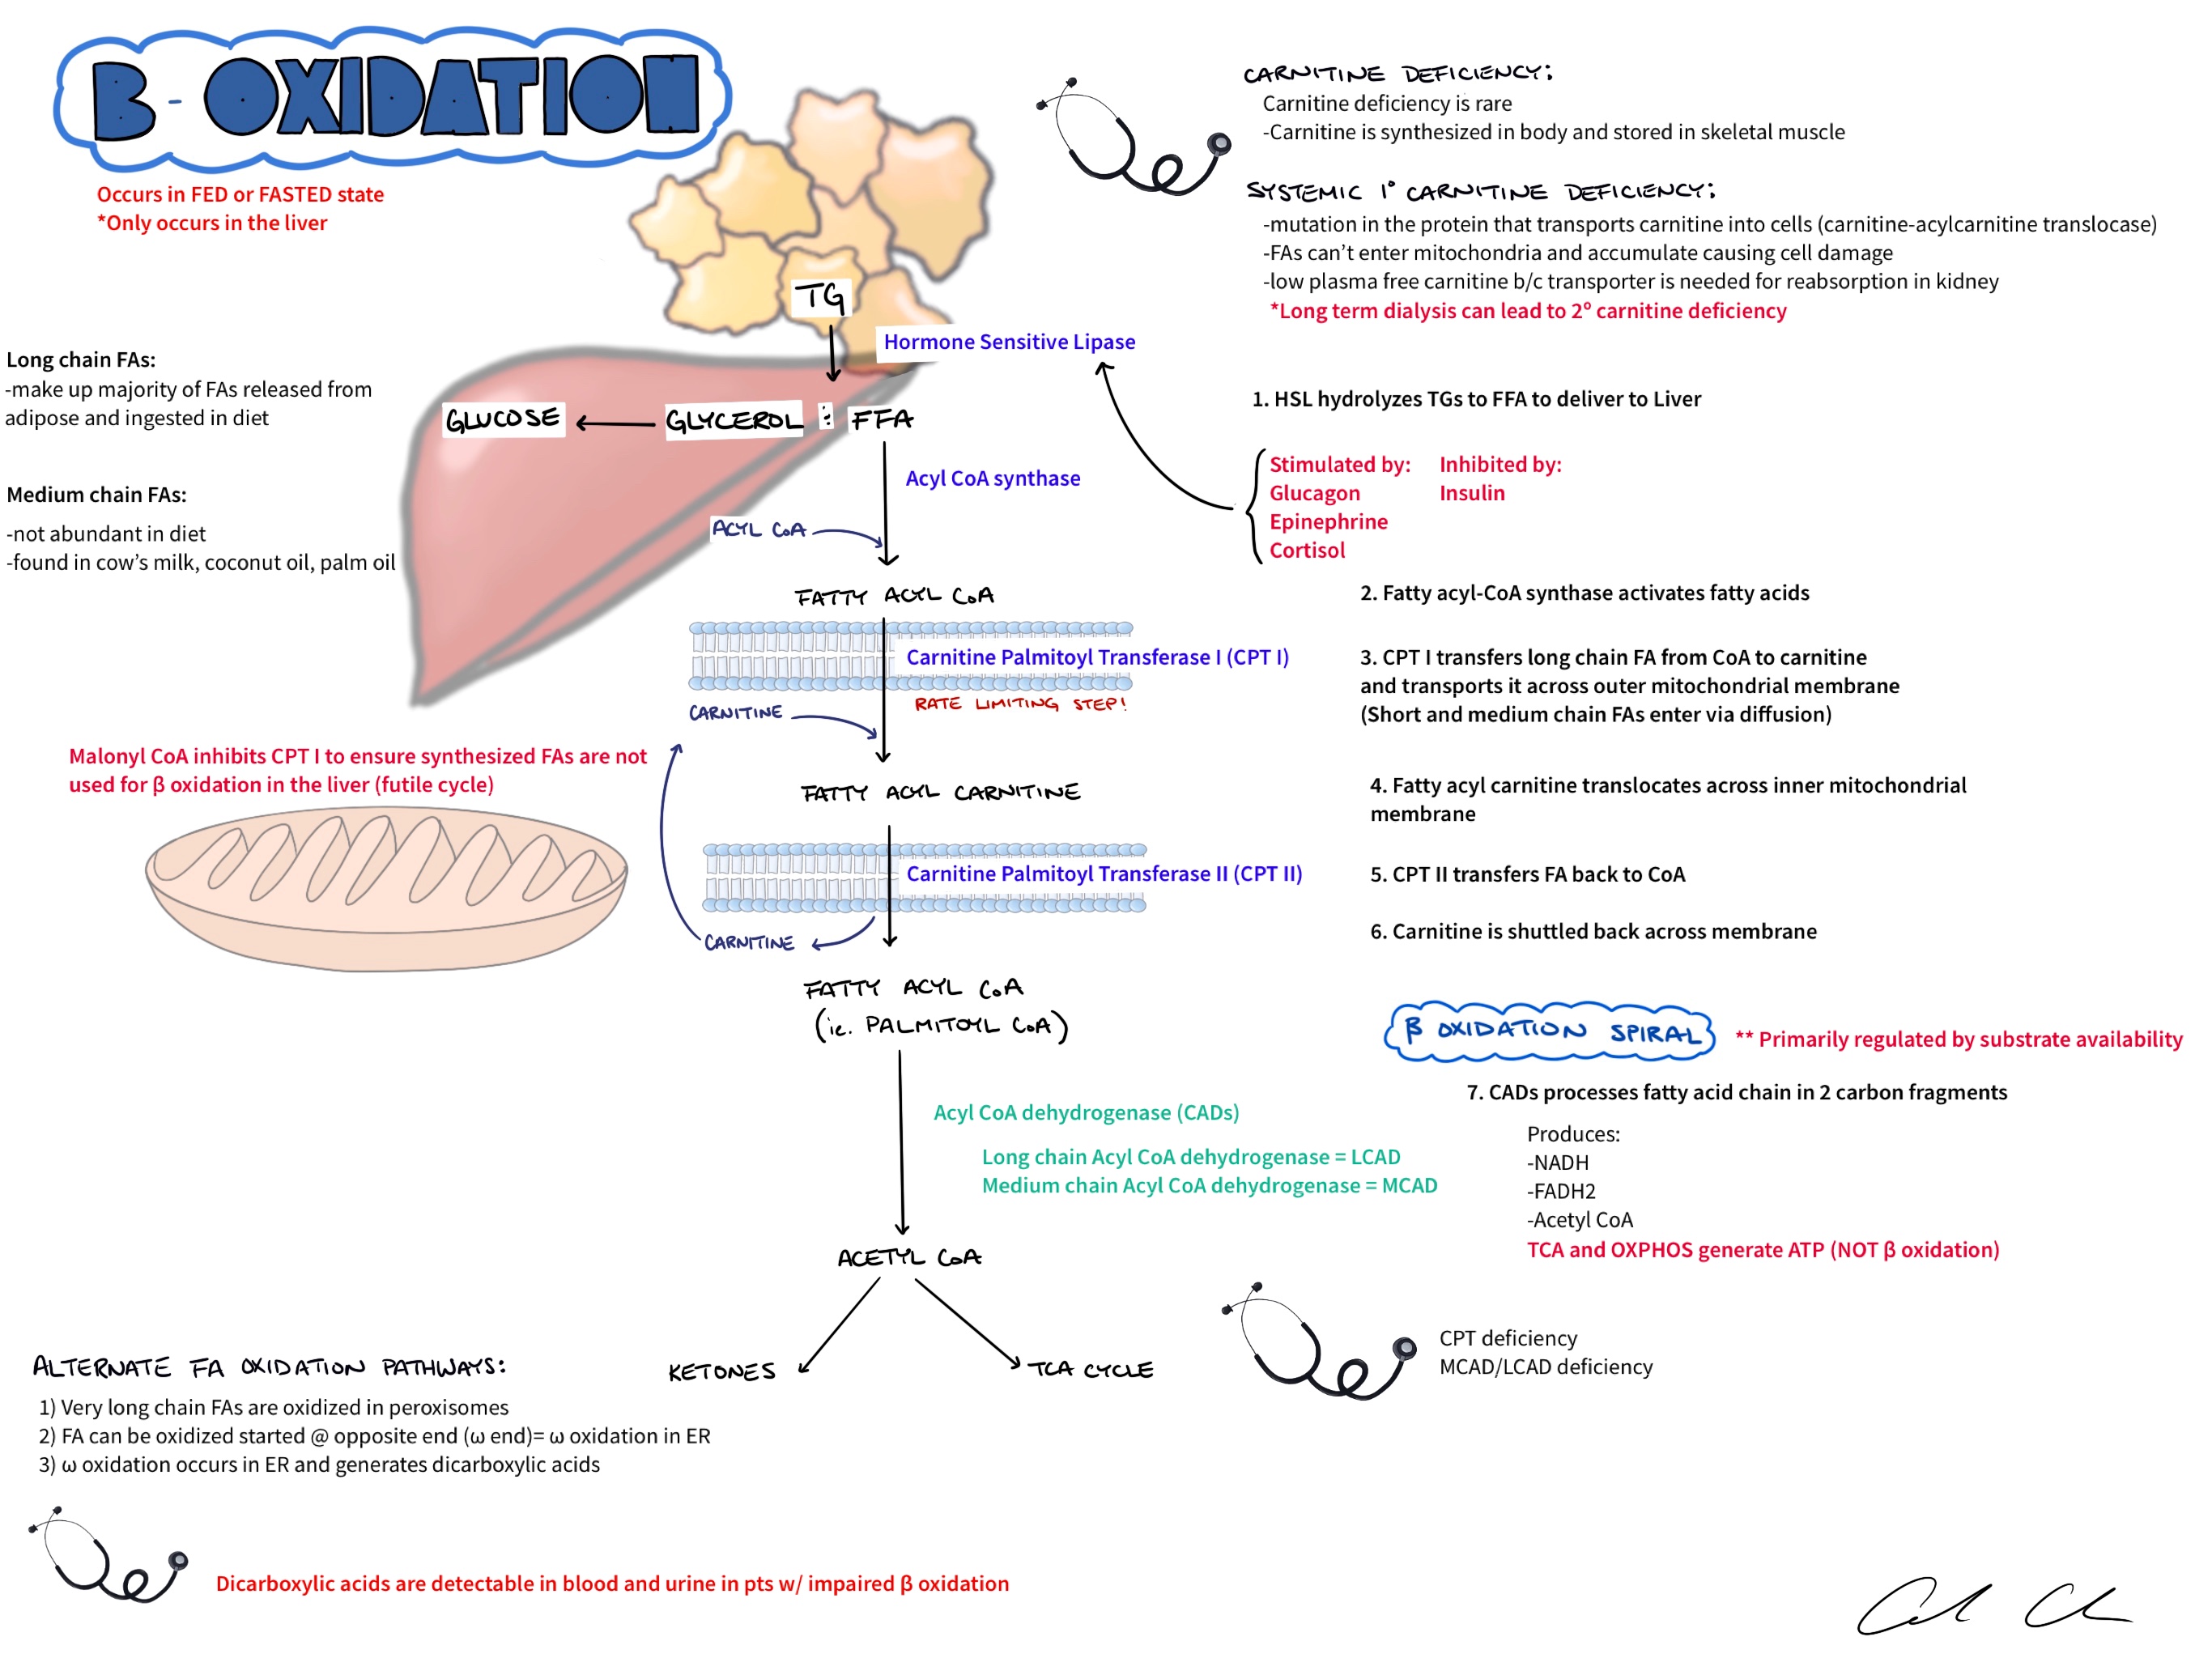 B-OXIDATION
Occurs in FED or FASTED state
*Only occurs in the liver
CARNITINE DEFICIENCY:
Carnitine deficiency is rare
-Carnitine is synthesized in body and stored in skeletal muscle
SYSTEMIC 1° CARNITINE DEFICIENCY:
-mutation in the protein that transports carnitine into cells (carnitine-acylcarnitine translocase)
-FAs can't enter mitochondria and accumulate causing cell damage
-low plasma free carnitine b/c transporter is needed for reabsorption in kidney
*Long term dialysis can lead to 2° carnitine deficiency
TG
Hormone Sensitive Lipase
Long chain FAs:
-make up majority of FAs released from
adipose and ingested in diet
GLUCOSE
GLYCEROL : FFA
1. HSL hydrolyzes TGs to FFA to deliver to Liver
Stimulated by:
Glucagon
Epinephrine
Cortisol
Inhibited by:
Insulin
Medium chain FAs:
-not abundant in diet
-found in cow's milk, coconut oil, palm oil
Acyl CoA synthase
ACYL CoA
FATTY ACYL CoA
2. Fatty acyl-CoA synthase activates fatty acids
Carnitine Palmitoyl Transferase I (CPT I)
RATE LIMITING STEP!
CARNITINE
3. CPT I transfers long chain FA from CoA to carnitine
and transports it across outer mitochondrial membrane
(Short and medium chain FAs enter via diffusion)
Malonyl CoA inhibits CPT I to ensure synthesized FAs are not
used for β oxidation in the liver (futile cycle)
FATTY ACYL CARNITINE
4. Fatty acyl carnitine translocates across inner mitochondrial
membrane
Carnitine Palmitoyl Transferase II (CPT II)
5. CPT II transfers FA back to CoA
CARNITINE
6. Carnitine is shuttled back across membrane
FATTY ACYL CoA
(ie. PALMITOYL CoA)
β OXIDATION SPIRAL
** Primarily regulated by substrate availability
7. CADs processes fatty acid chain in 2 carbon fragments
Produces:
-NADH
-FADH2
-Acetyl CoA
TCA and OXPHOS generate ATP (NOT β oxidation)
Acyl CoA dehydrogenase (CADs)
Long chain Acyl CoA dehydrogenase = LCAD
Medium chain Acyl CoA dehydrogenase = MCAD
ACETYL CoA
KETONES
TCA CYCLE
CPT deficiency
MCAD/LCAD deficiency
ALTERNATE FA OXIDATION PATHWAYS:
1) Very long chain FAs are oxidized in peroxisomes
2) FA can be oxidized started @ opposite end (ω end)= ω oxidation in ER
3) ω oxidation occurs in ER and generates dicarboxylic acids
Dicarboxylic acids are detectable in blood and urine in pts w/ impaired β oxidation